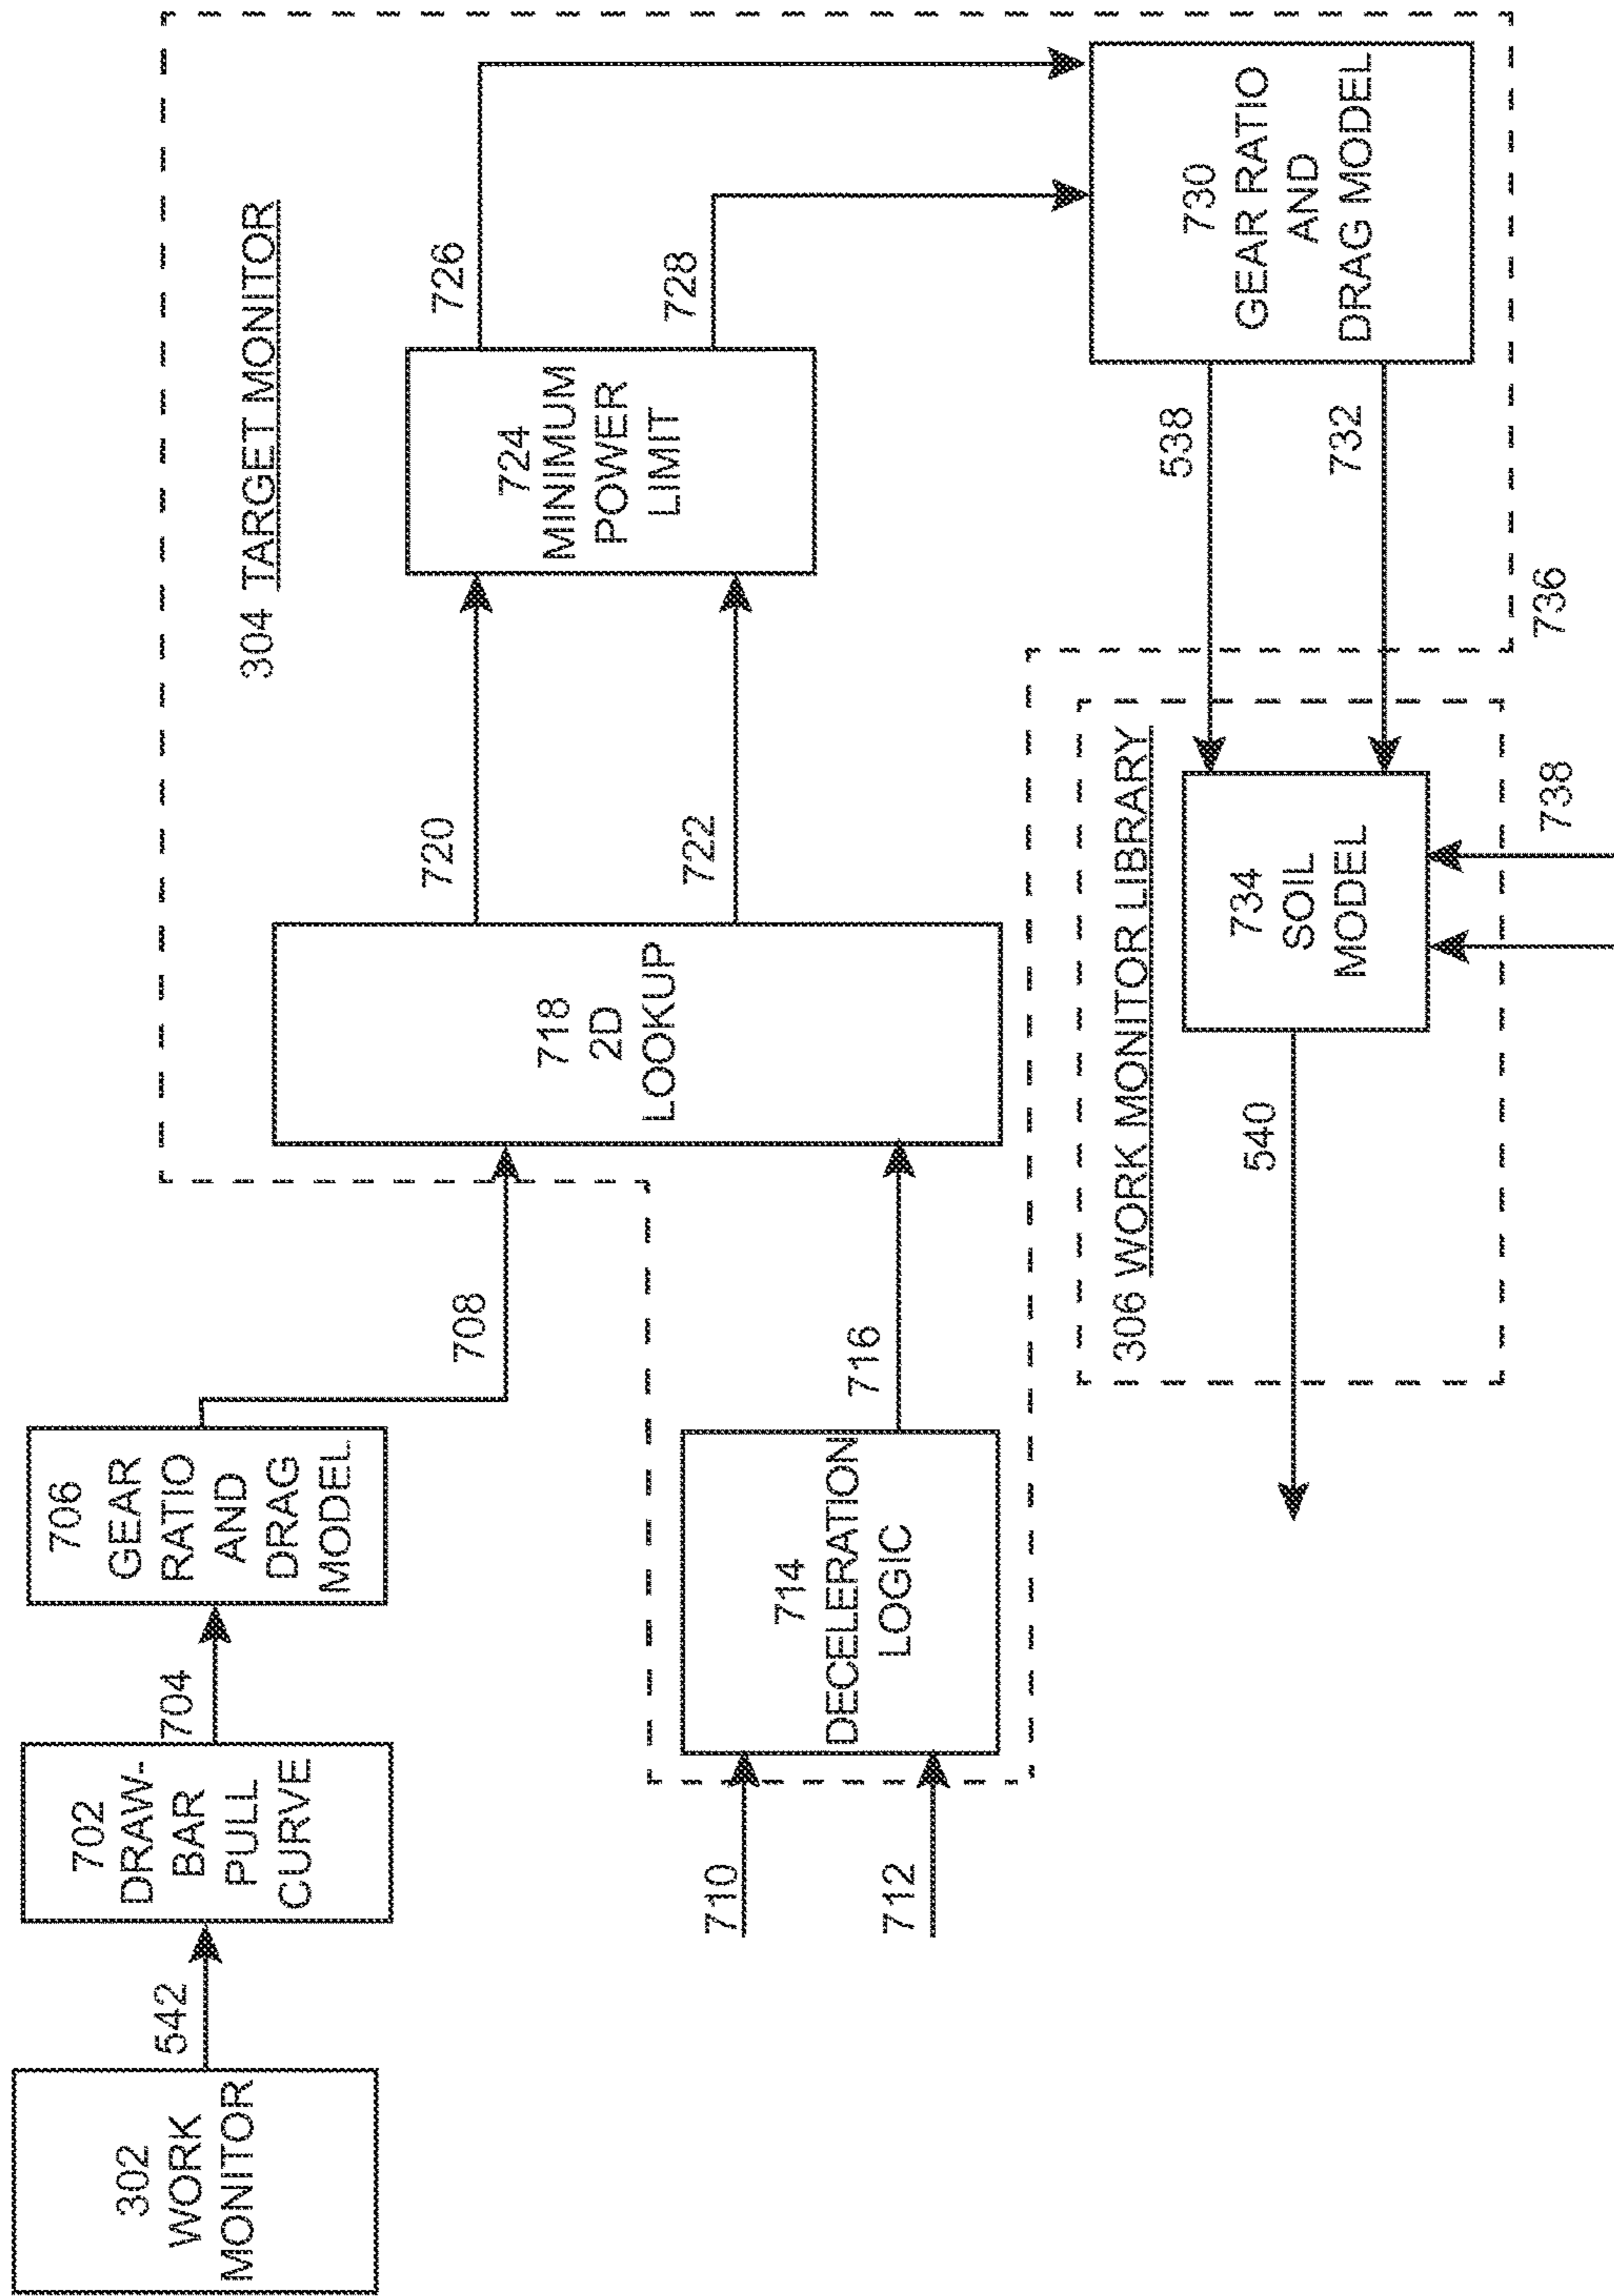 302
WORK
MONITOR
542
702
DRAW-
BAR
PULL
CURVE
704
706
GEAR
RATIO
AND
DRAG
MODEL
708
710
712
714
DECELERATION
LOGIC
716
304 TARGET MONITOR
718
2D
LOOKUP
720
722
724
MINIMUM
POWER
LIMIT
726
728
730
GEAR RATIO
AND
DRAG MODEL
538
732
306 WORK MONITOR LIBRARY
734
SOIL
MODEL
540
736
738